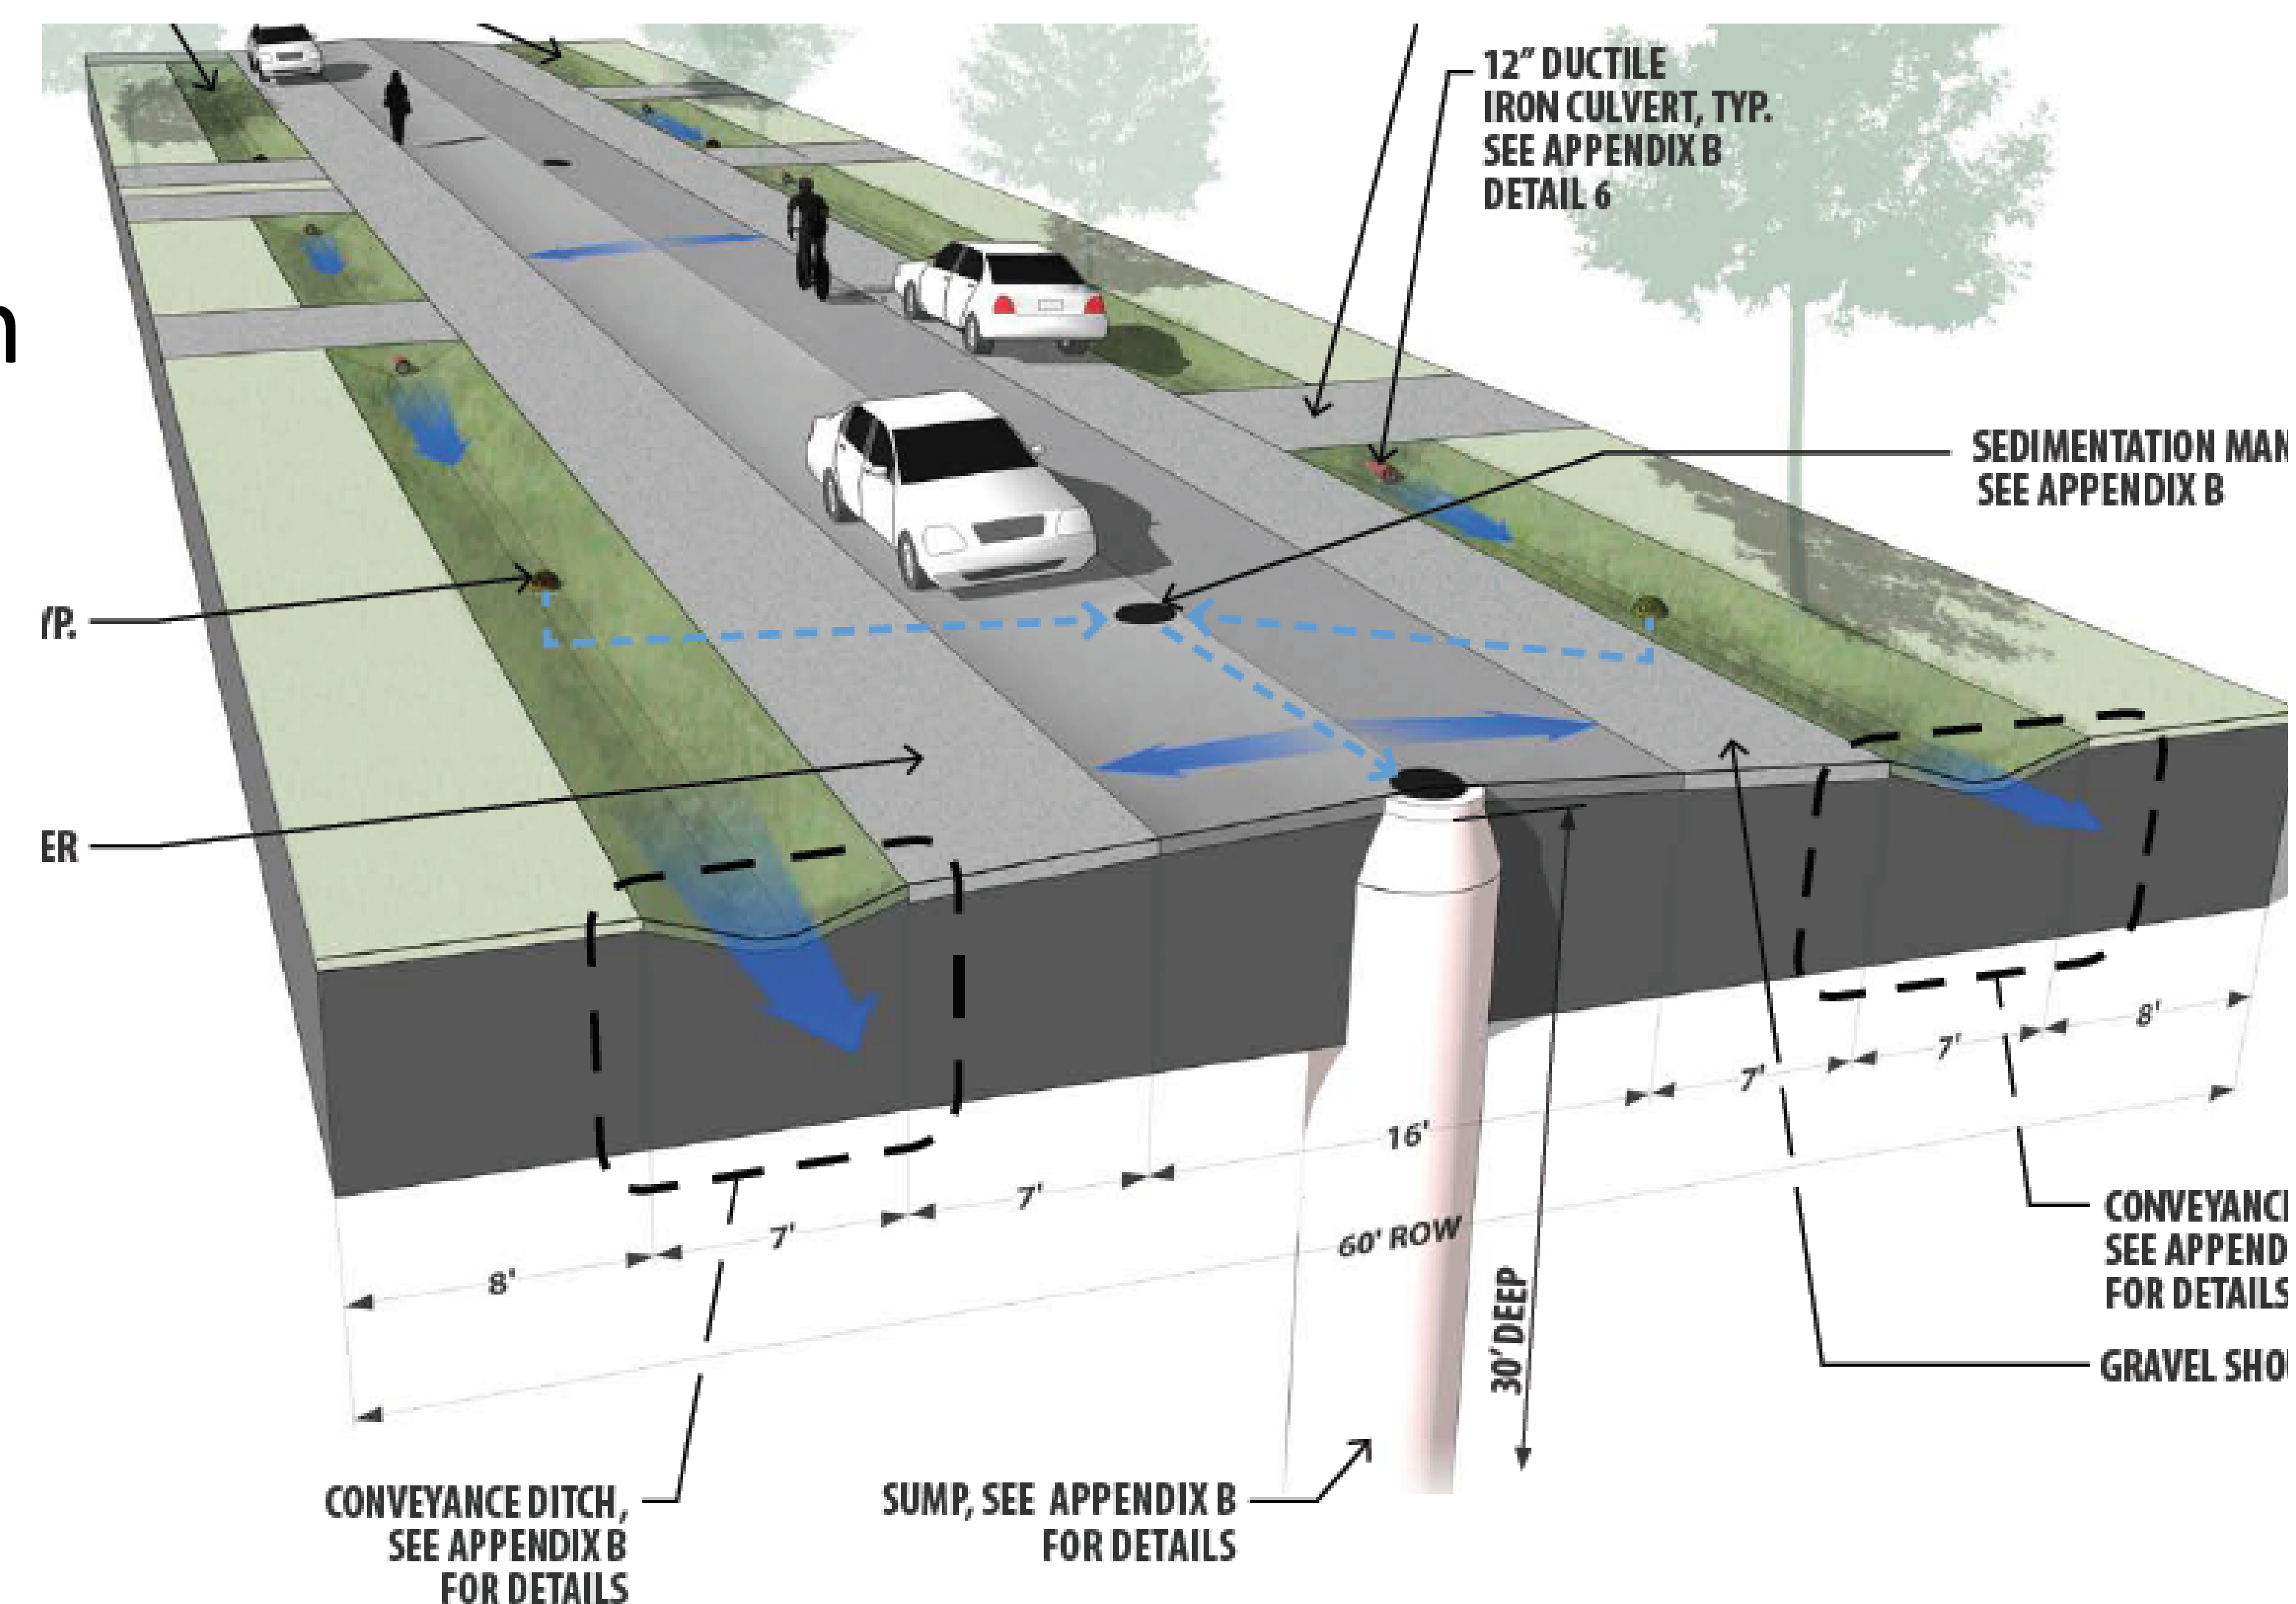 n
12" DUCTILE
IRON CULVERT, TYP.
SEE APPENDIX B
DETAIL 6
SEDIMENTATION MAN
SEE APPENDIX B
YP.
ER
8'
7'
7'
16'
7'
7'
8'
60' ROW
30' DEEP
CONVEYANC
SEE APPEND
FOR DETAILS
GRAVEL SHOU
CONVEYANCE DITCH,
SEE APPENDIX B
FOR DETAILS
SUMP, SEE APPENDIX B
FOR DETAILS